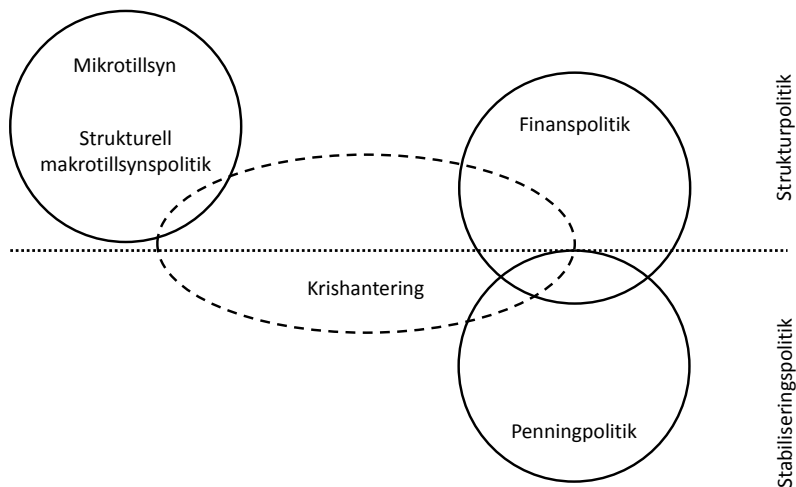 Mikrotillsyn
Strukturell
makrotillsynspolitik
Finanspolitik
Krishantering
Penningpolitik
Strukturpolitik
Stabiliseringspolitik